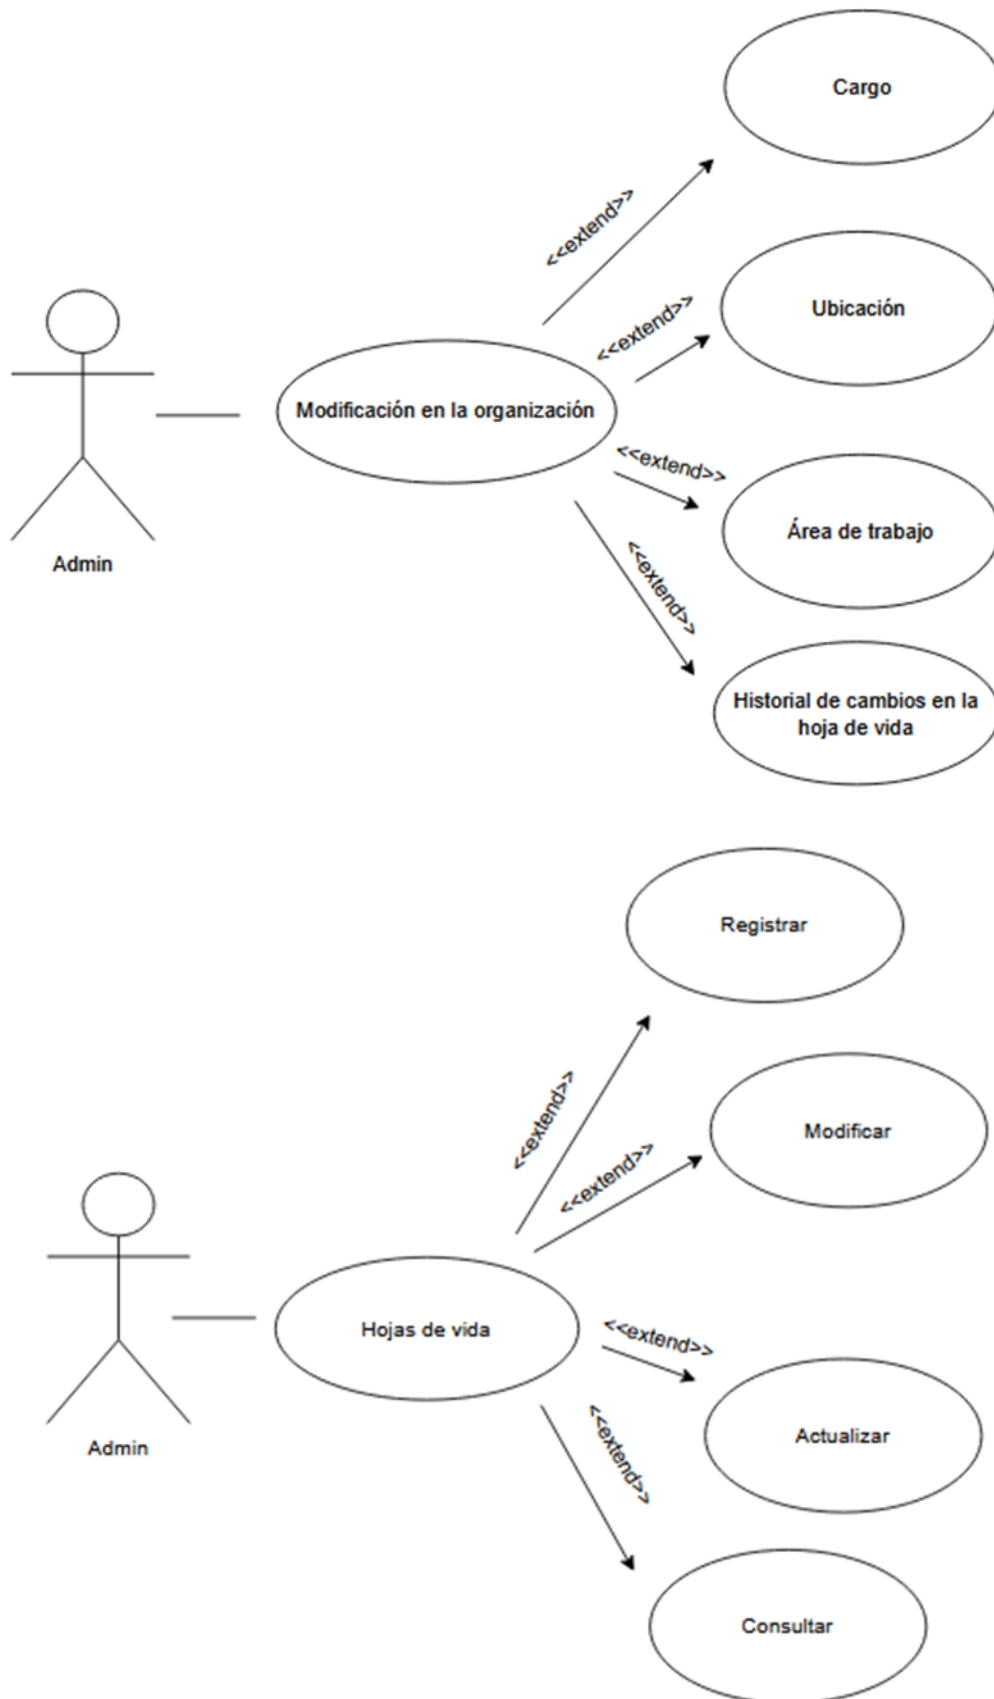 Cargo
<<extend>>
Ubicación
<<extend>>
Modificación en la organización
<<extend>>
Área de trabajo
Admin
<<extend>>
Historial de cambios en la
hoja de vida
Registrar
<<extend>>
Modificar
<<extend>>
Hojas de vida
<<extend>>
Actualizar
Admin
<<extend>>
Consultar